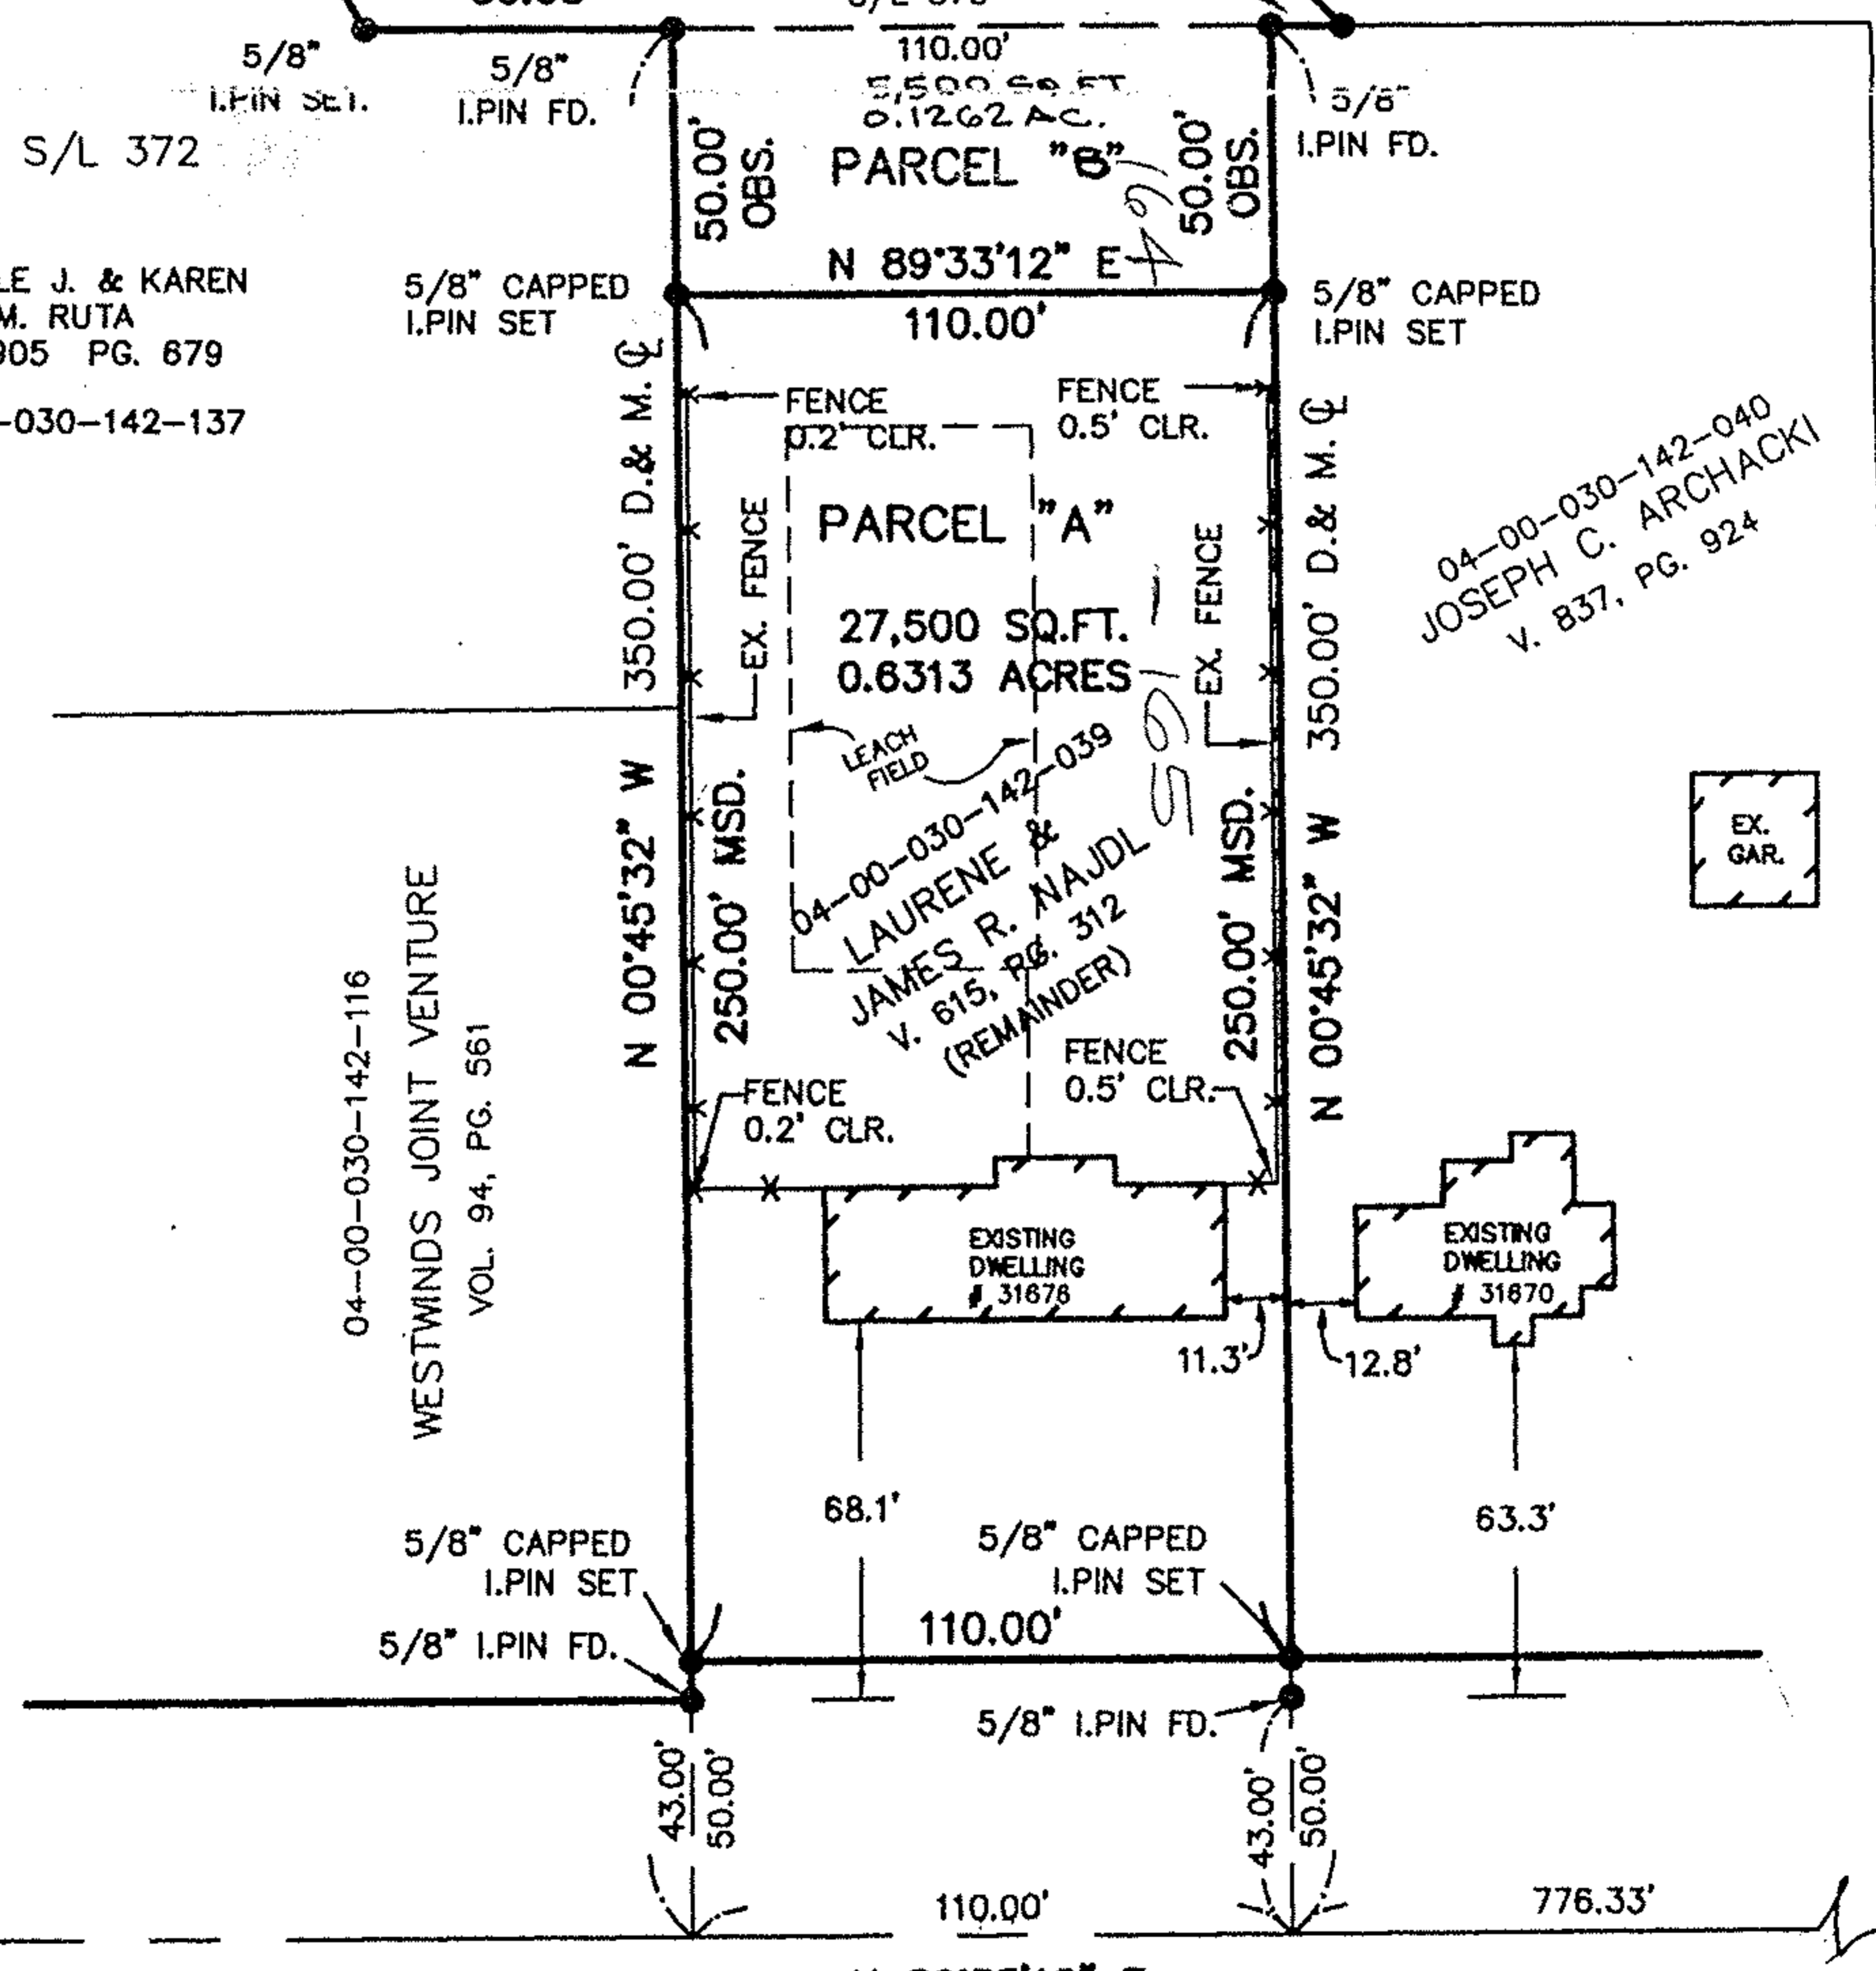 110.00'
5/8"
I.PIN SET.
5/8"
I.PIN FD.
5,500 SQ FT
0.1262 AC.
5/8"
I.PIN FD.
S/L 372
50.00'
OBS.
PARCEL "B"
164
50.00'
OBS.
LE J. & KAREN
M. RUTA
905 PG. 679
-030-142-137
5/8" CAPPED
I.PIN SET
N 89°33'12" E
110.00'
5/8" CAPPED
I.PIN SET
FENCE
0.2' CLR.
FENCE
0.5' CLR.
N 00°45'32" W 350.00' D.& M. ℄
EX. FENCE
250.00' MSD.
PARCEL "A"
27,500 SQ.FT.
0.6313 ACRES
165
EX. FENCE
250.00' MSD.
N 00°45'32" W 350.00' D.& M. ℄
LEACH
FIELD
04-00-030-142-039
LAURENE &
JAMES R. NAJDL
V. 615, PG. 312
(REMAINDER)
04-00-030-142-040
JOSEPH C. ARCHACKI
V. 837, PG. 924
EX.
GAR.
04-00-030-142-116
WESTWINDS JOINT VENTURE
VOL. 94, PG. 561
FENCE
0.2' CLR.
FENCE
0.5' CLR.
EXISTING
DWELLING
# 31676
EXISTING
DWELLING
# 31670
11.3'
12.8'
68.1'
63.3'
5/8" CAPPED
I.PIN SET
5/8" I.PIN FD.
5/8" CAPPED
I.PIN SET
110.00'
5/8" I.PIN FD.
43.00'
50.00'
43.00'
50.00'
110.00'
776.33'